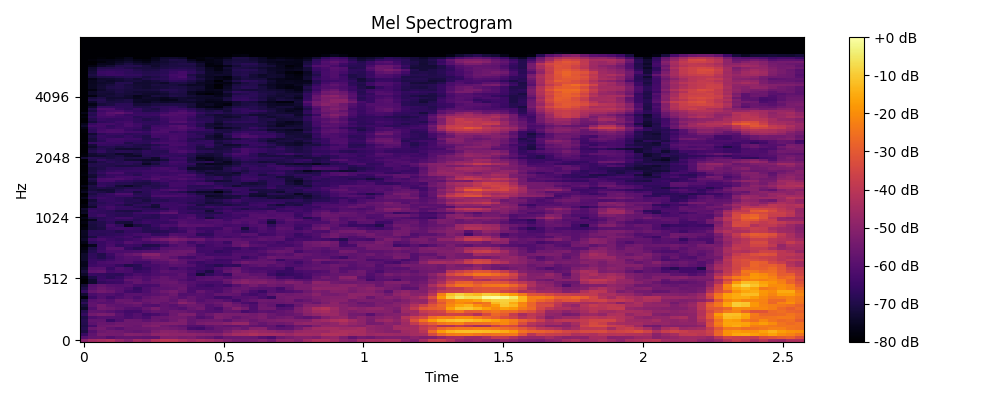 Mel Spectrogram
Hz
4096
2048
1024
512
0
0
0.5
1
1.5
2
2.5
Time
+0 dB
-10 dB
-20 dB
-30 dB
-40 dB
-50 dB
-60 dB
-70 dB
-80 dB